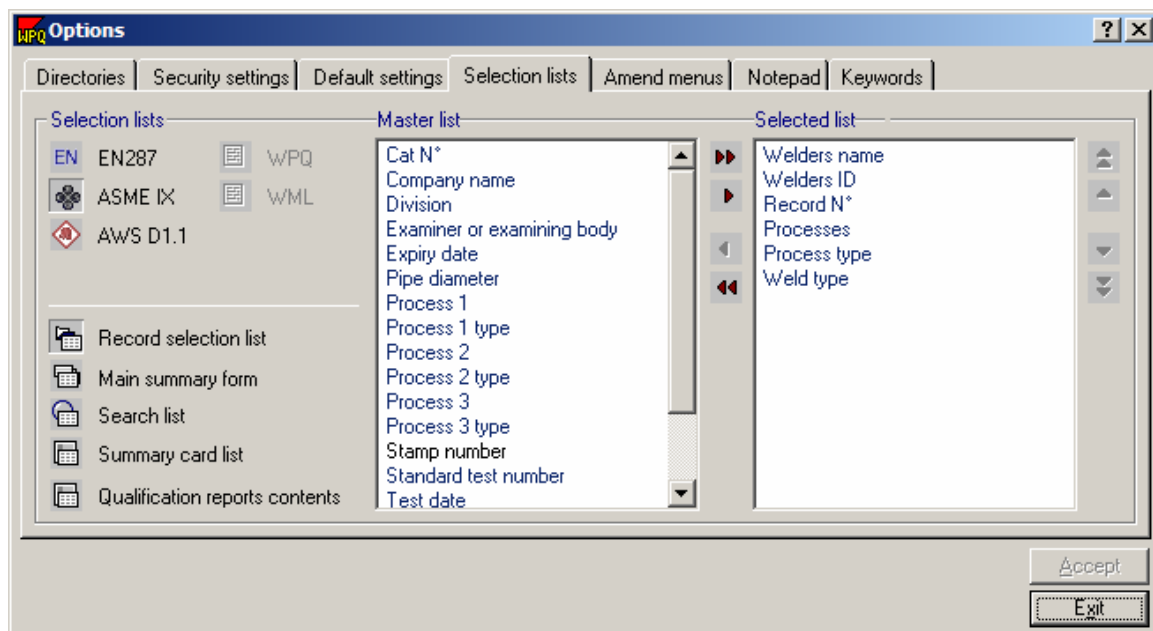 WPQ Options
Directories Security settings Default settings Selection lists Amend menus Notepad Keywords
Selection lists
EN EN287 WPQ
ASME IX WML
AWS D1.1
Record selection list
Main summary form
Search list
Summary card list
Qualification reports contents
Master list
Cat N°
Company name
Division
Examiner or examining body
Expiry date
Pipe diameter
Process 1
Process 1 type
Process 2
Process 2 type
Process 3
Process 3 type
Stamp number
Standard test number
Test date
Selected list
Welders name
Welders ID
Record N°
Processes
Process type
Weld type
Accept
Exit